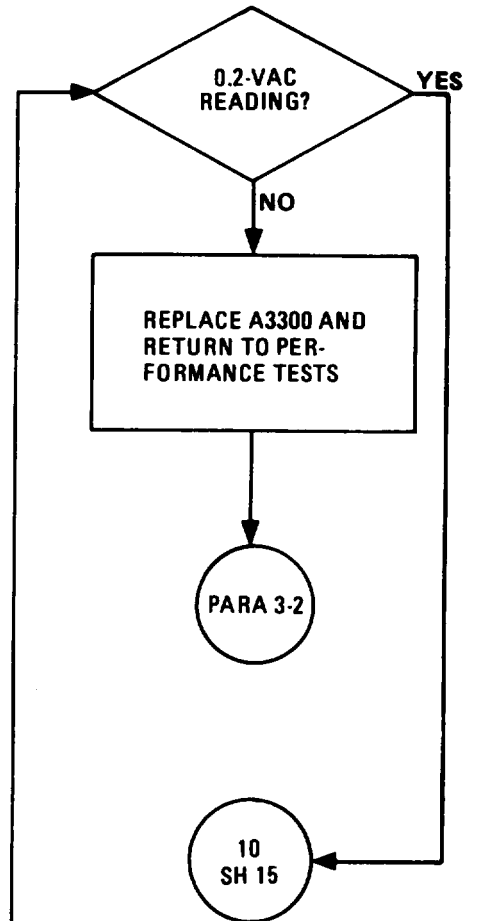 0.2-VAC
READING?
YES
NO
REPLACE A3300 AND
RETURN TO PER-
FORMANCE TESTS
PARA 3-2
10
SH 15